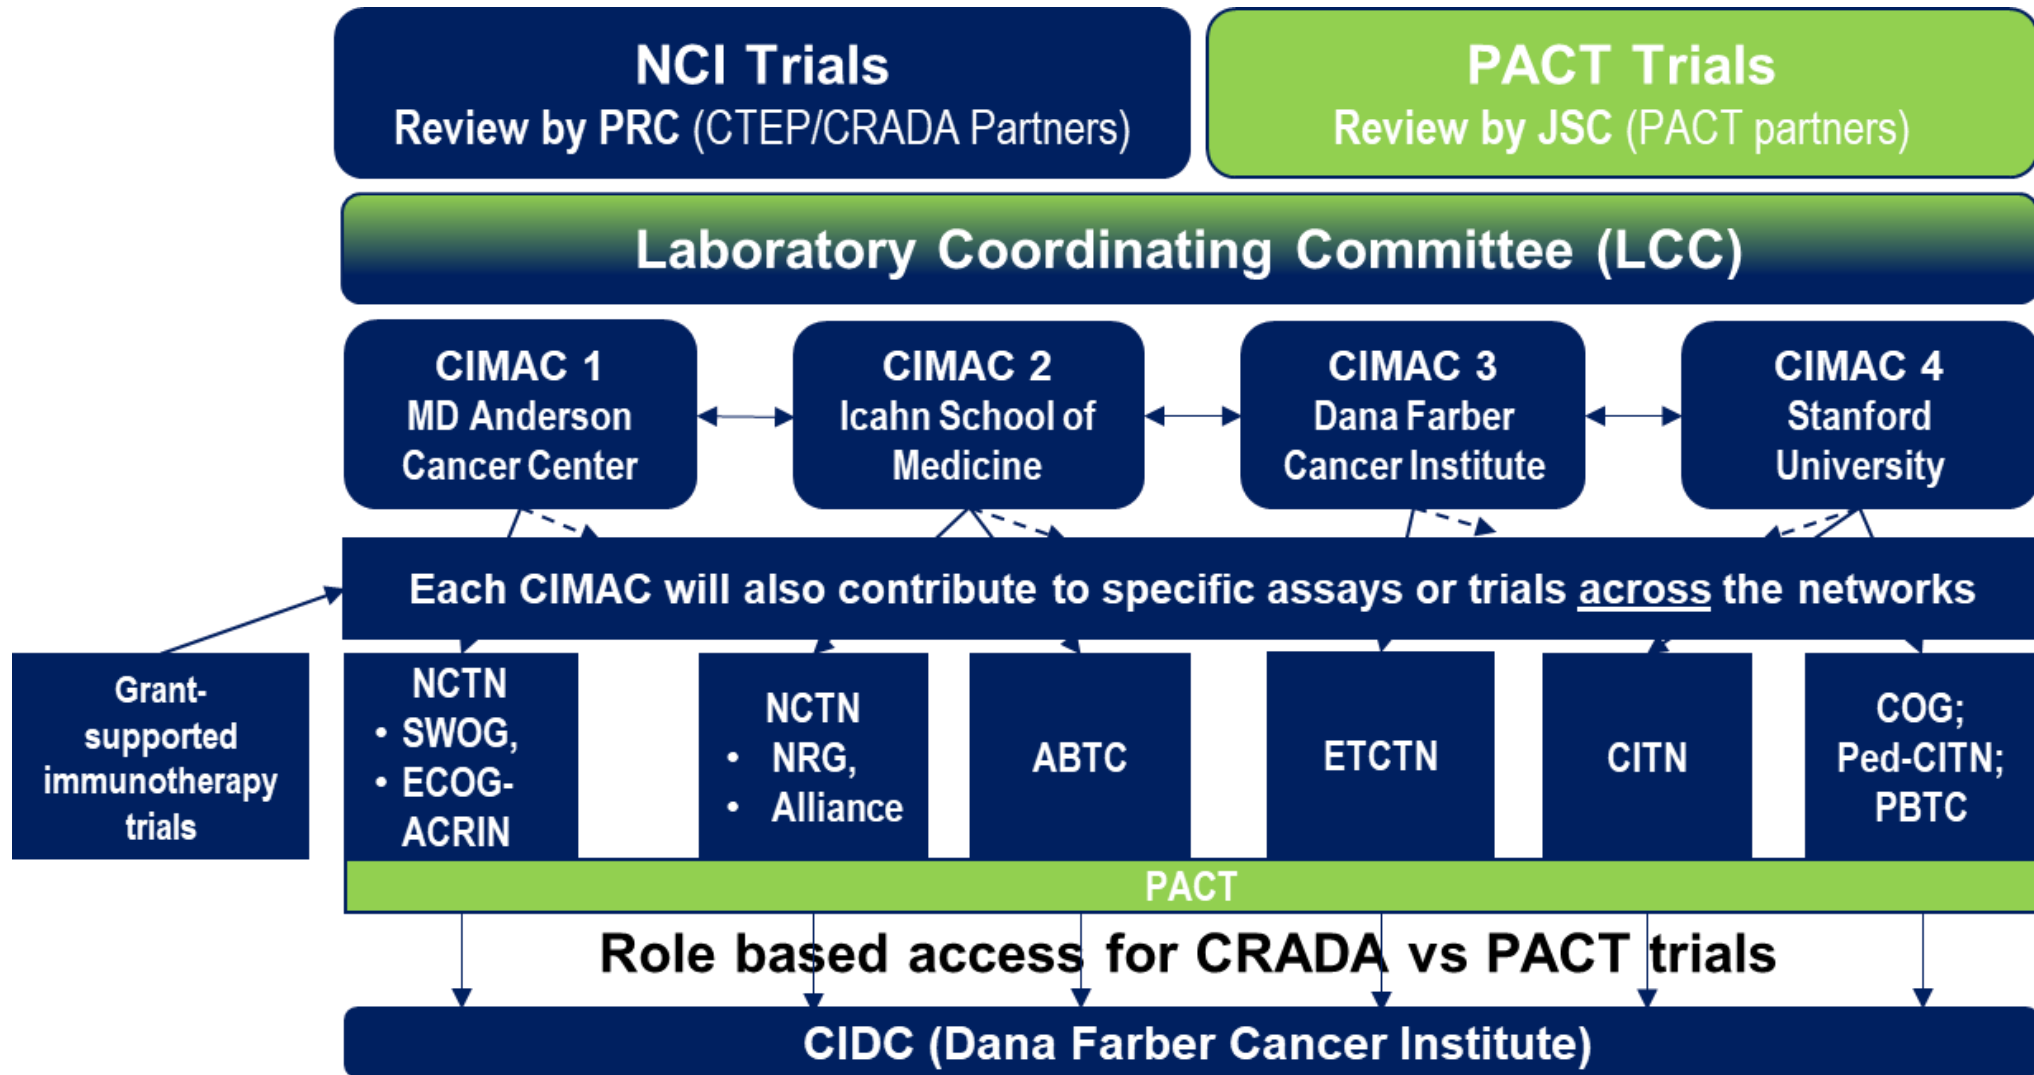 NCI Trials
Review by PRC (CTEP/CRADA Partners)
PACT Trials
Review by JSC (PACT partners)
Laboratory Coordinating Committee (LCC)
CIMAC 1
MD Anderson
Cancer Center
CIMAC 2
Icahn School of
Medicine
CIMAC 3
Dana Farber
Cancer Institute
CIMAC 4
Stanford
University
Each CIMAC will also contribute to specific assays or trials across the networks
Grant-
supported
immunotherapy
trials
NCTN
• SWOG,
• ECOG-
ACRIN
NCTN
• NRG,
• Alliance
ABTC
ETCTN
CITN
COG;
Ped-CITN;
PBTC
PACT
Role based access for CRADA vs PACT trials
CIDC (Dana Farber Cancer Institute)